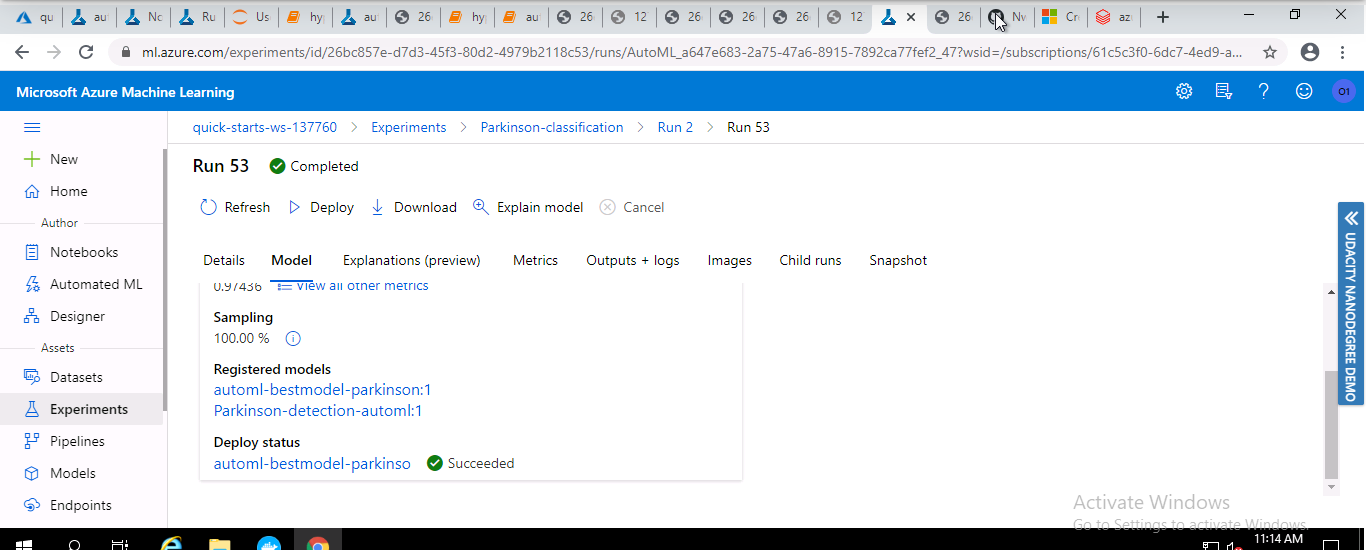 qu
au
No
Ru
Us
hyp
au
26
hyp
au
26
12
26
26
26
12
26
Nw
Cr
az
ml.azure.com/experiments/id/26bc857e-d7d3-45f3-80d2-4979b2118c53/runs/AutoML_a647e683-2a75-47a6-8915-7892ca77fef2_47?wsid=/subscriptions/61c5c3f0-6dc7-4ed9-a...
Microsoft Azure Machine Learning
O1
quick-starts-ws-137760 > Experiments > Parkinson-classification > Run 2 > Run 53
New
Home
Author
Notebooks
Automated ML
Designer
Assets
Datasets
Experiments
Pipelines
Models
Endpoints
Run 53 Completed
Refresh Deploy Download Explain model Cancel
Details Model Explanations (preview) Metrics Outputs + logs Images Child runs Snapshot
0.97436 View all other metrics
Sampling
100.00 %
Registered models
automl-bestmodel-parkinson:1
Parkinson-detection-automl:1
Deploy status
automl-bestmodel-parkinso Succeeded
UDACITY NANODEGREE DEMO
Activate Windows
Go to Settings to activate Windows.
11:14 AM